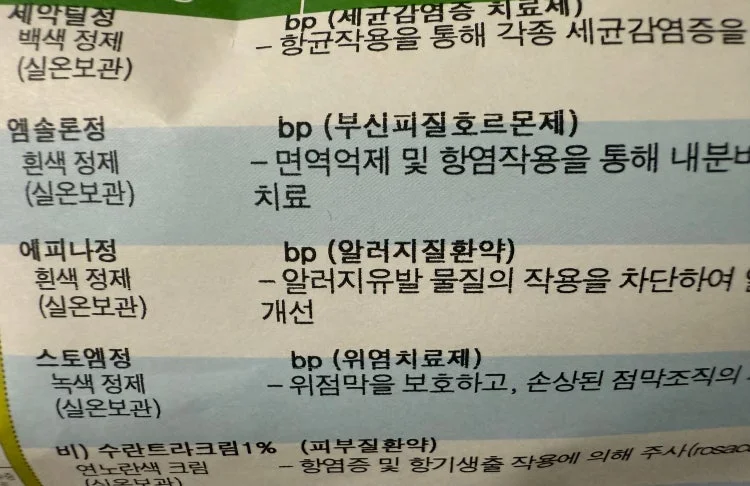 세악틸정 bp (세균감염증 치료제)
백색 정제 – 항균작용을 통해 각종 세균감염증을
(실온보관)
엠솔론정 bp (부신피질호르몬제)
흰색 정제 – 면역억제 및 항염작용을 통해 내분비
(실온보관) 치료
에피나정 bp (알러지질환약)
흰색 정제 – 알러지유발 물질의 작용을 차단하여
(실온보관) 개선
스토엠정 bp (위염치료제)
녹색 정제 – 위점막을 보호하고, 손상된 점막조직의
(실온보관)
비) 수란트라크림1% (피부질환약)
연노란색 크림 – 항염증 및 항기생출 작용에 의해 주사(rosac
(실온보관)